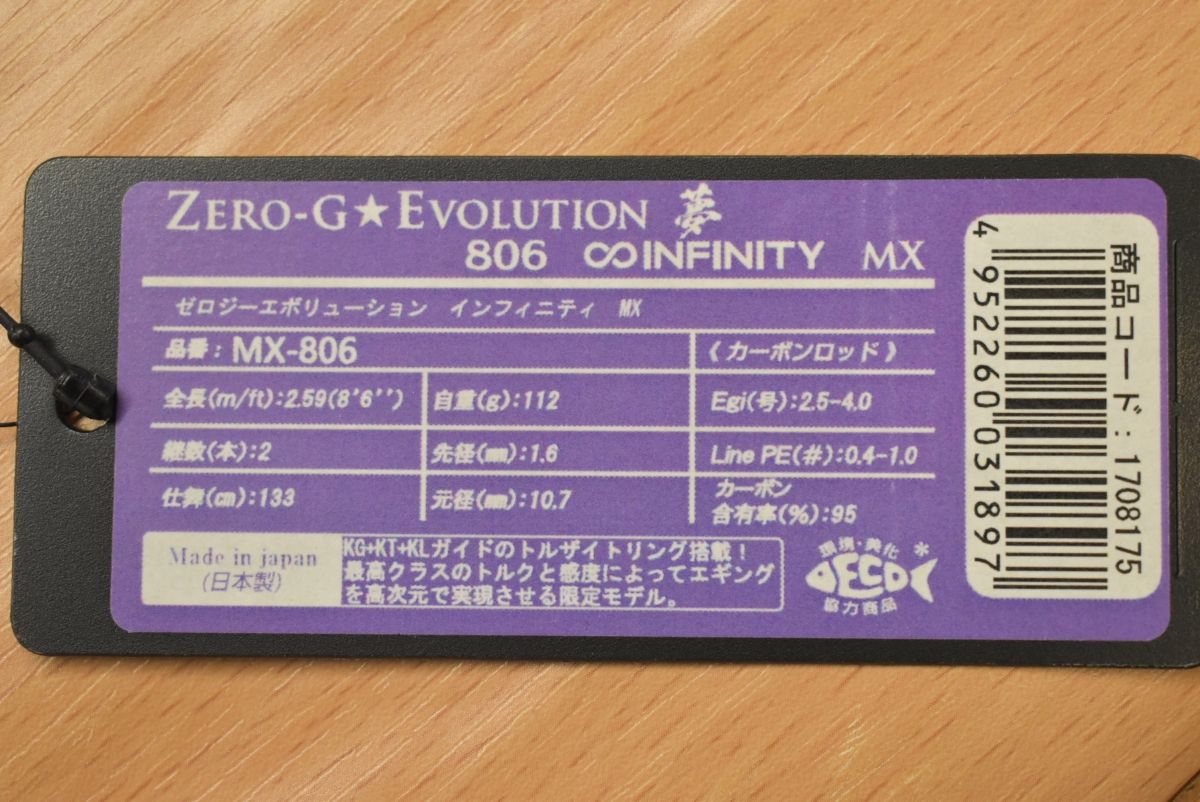 ZERO-G★EVOLUTION 夢
806 ∞INFINITY MX
ゼロジーエボリューション インフィニティ MX
品番：MX-806
《カーボンロッド》
全長(m/ft):2.59(8'6'')
自重(g):112
Egi(号):2.5-4.0
継数(本):2
先径(㎜):1.6
Line PE(#):0.4-1.0
仕舞(㎝):133
元径(㎜):10.7
カーボン
含有率(%):95
Made in japan
(日本製)
KG+KT+KLガイドのトルザイトリング搭載！
最高クラスのトルクと感度によってエギング
を高次元で実現させる限定モデル。
環境・美化
ECO
協力商品
商品コード：1708175
4952260031897